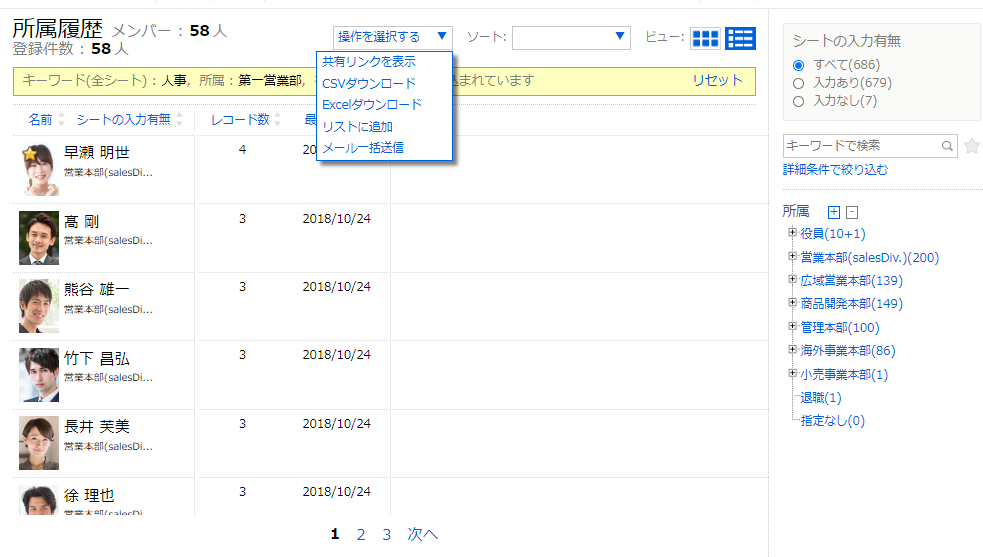 所属履歴 メンバー : 58 人
登録件数 : 58 人
操作を選択する ▼
ソート: ▼
ビュー:
共有リンクを表示
CSVダウンロード
Excelダウンロード
リストに追加
メール一括送信
キーワード(全シート) : 人事, 所属 : 第一営業部, まれています リセット
名前 シートの入力有無 レコード数 最
早瀬 明世 4 20
営業本部(salesDi...
高 剛 3 2018/10/24
営業本部(salesDi...
熊谷 雄一 3 2018/10/24
営業本部(salesDi...
竹下 昌弘 3 2018/10/24
営業本部(salesDi...
長井 芙美 3 2018/10/24
営業本部(salesDi...
徐 理也 3 2018/10/24
営業本部(salesDi...
1 2 3 次へ
シートの入力有無
すべて(686)
入力あり(679)
入力なし(7)
キーワードで検索
詳細条件で絞り込む
所属 + -
役員(10+1)
営業本部(salesDiv.)(200)
広域営業本部(139)
商品開発本部(149)
管理本部(100)
海外事業本部(86)
小売事業本部(1)
退職(1)
指定なし(0)